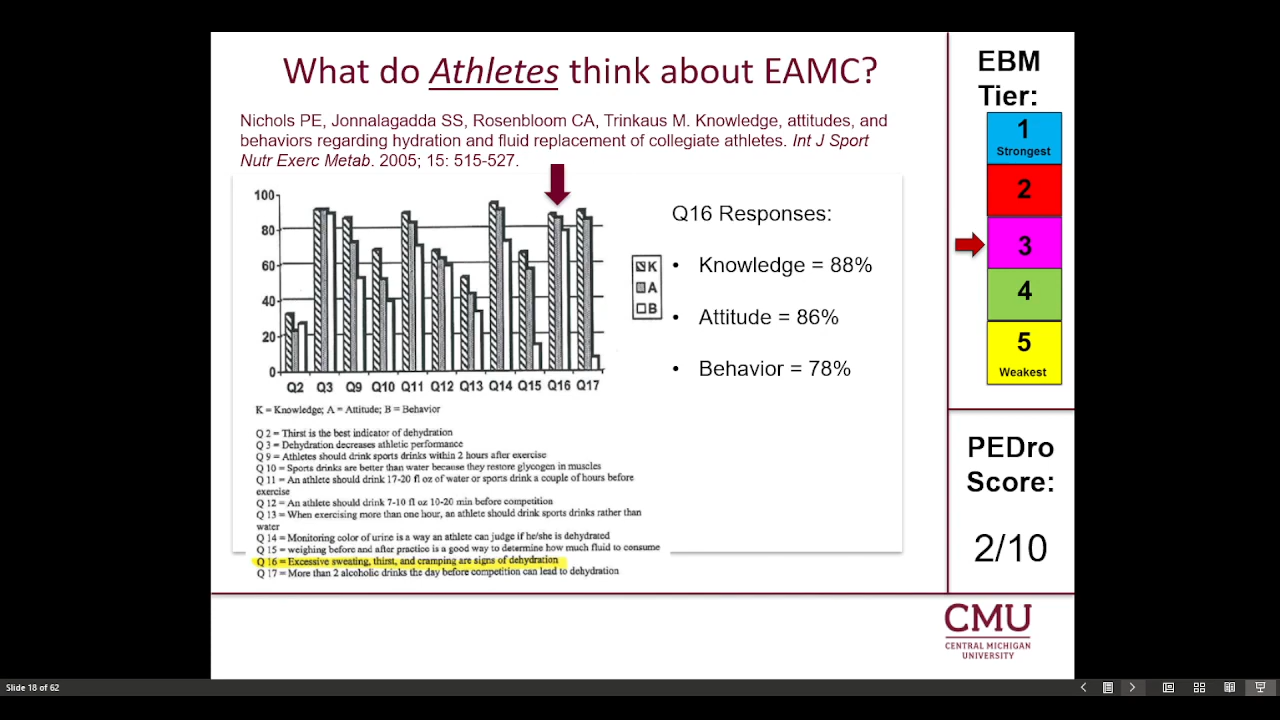 What do Athletes think about EAMC?
Nichols PE, Jonnalagadda SS, Rosenbloom CA, Trinkaus M. Knowledge, attitudes, and
behaviors regarding hydration and fluid replacement of collegiate athletes. Int J Sport
Nutr Exerc Metab. 2005; 15: 515-527.
100
80
60
40
20
0
Q2 Q3 Q9 Q10 Q11 Q12 Q13 Q14 Q15 Q16 Q17
K
A
B
K = Knowledge; A = Attitude; B = Behavior
Q 2 = Thirst is the best indicator of dehydration
Q 3 = Dehydration decreases athletic performance
Q 9 = Athletes should drink sports drinks within 2 hours after exercise
Q 10 = Sports drinks are better than water because they restore glycogen in muscles
Q 11 = An athlete should drink 17-20 fl oz of water or sports drink a couple of hours before
exercise
Q 12 = An athlete should drink 7-10 fl oz 10-20 min before competition
Q 13 = When exercising more than one hour, an athlete should drink sports drinks rather than
water
Q 14 = Monitoring color of urine is a way an athlete can judge if he/she is dehydrated
Q 15 = weighing before and after practice is a good way to determine how much fluid to consume
Q 16 = Excessive sweating, thirst, and cramping are signs of dehydration
Q 17 = More than 2 alcoholic drinks the day before competition can lead to dehydration
Q16 Responses:
• Knowledge = 88%
• Attitude = 86%
• Behavior = 78%
EBM
Tier:
1
Strongest
2
3
4
5
Weakest
PEDro
Score:
2/10
CMU
CENTRAL MICHIGAN
UNIVERSITY
Slide 18 of 62